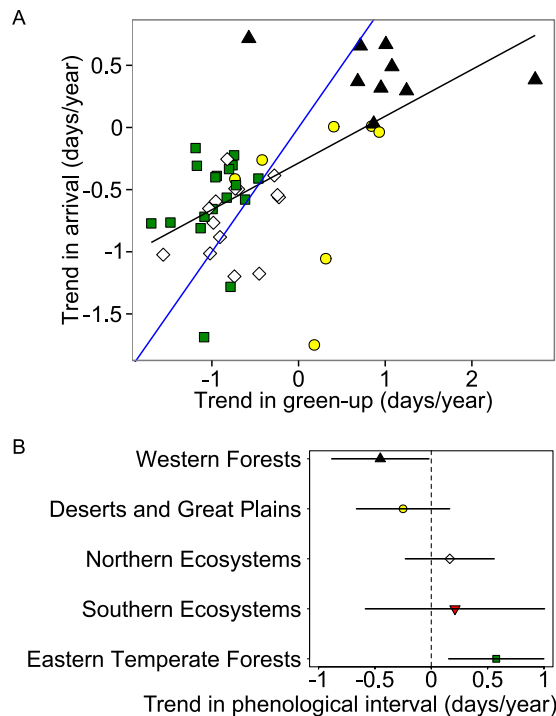 A
Trend in arrival (days/year)
0.5
0
-0.5
-1
-1.5
-1 0 1 2
Trend in green-up (days/year)
B
Western Forests
Deserts and Great Plains
Northern Ecosystems
Southern Ecosystems
Eastern Temperate Forests
-1 -0.5 0 0.5 1
Trend in phenological interval (days/year)